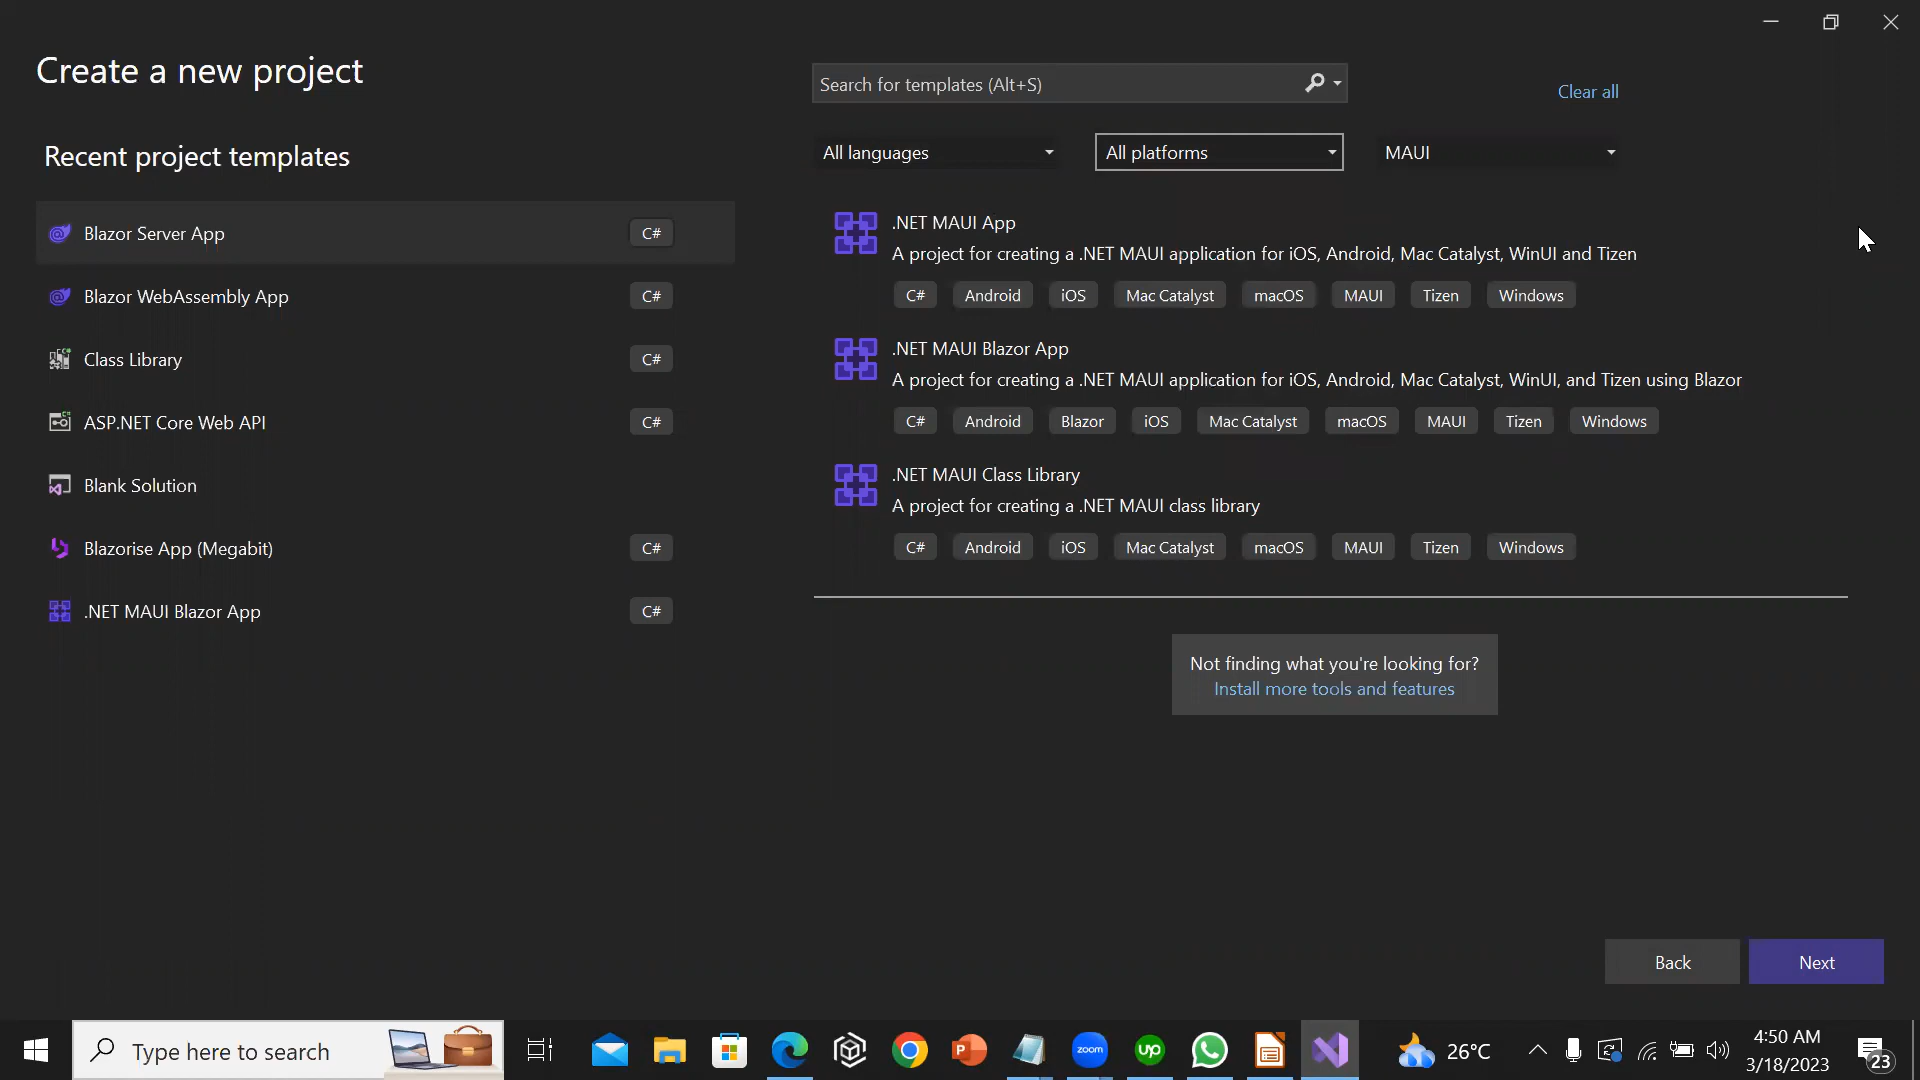 Create a new project
Search for templates (Alt+S)
Clear all
All languages
All platforms
MAUI
Recent project templates
Blazor Server App C#
Blazor WebAssembly App C#
Class Library C#
ASP.NET Core Web API C#
Blank Solution
Blazorise App (Megabit) C#
.NET MAUI Blazor App C#
.NET MAUI App
A project for creating a .NET MAUI application for iOS, Android, Mac Catalyst, WinUI and Tizen
C# Android iOS Mac Catalyst macOS MAUI Tizen Windows
.NET MAUI Blazor App
A project for creating a .NET MAUI application for iOS, Android, Mac Catalyst, WinUI, and Tizen using Blazor
C# Android Blazor iOS Mac Catalyst macOS MAUI Tizen Windows
.NET MAUI Class Library
A project for creating a .NET MAUI class library
C# Android iOS Mac Catalyst macOS MAUI Tizen Windows
Not finding what you're looking for?
Install more tools and features
Back
Next
Type here to search
zoom
up
26°C
4:50 AM
3/18/2023
23